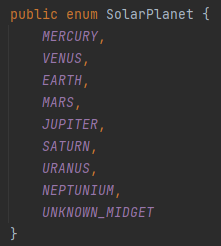 public enum SolarPlanet {
MERCURY,
VENUS,
EARTH,
MARS,
JUPITER,
SATURN,
URANUS,
NEPTUNIUM,
UNKNOWN_MIDGET
}